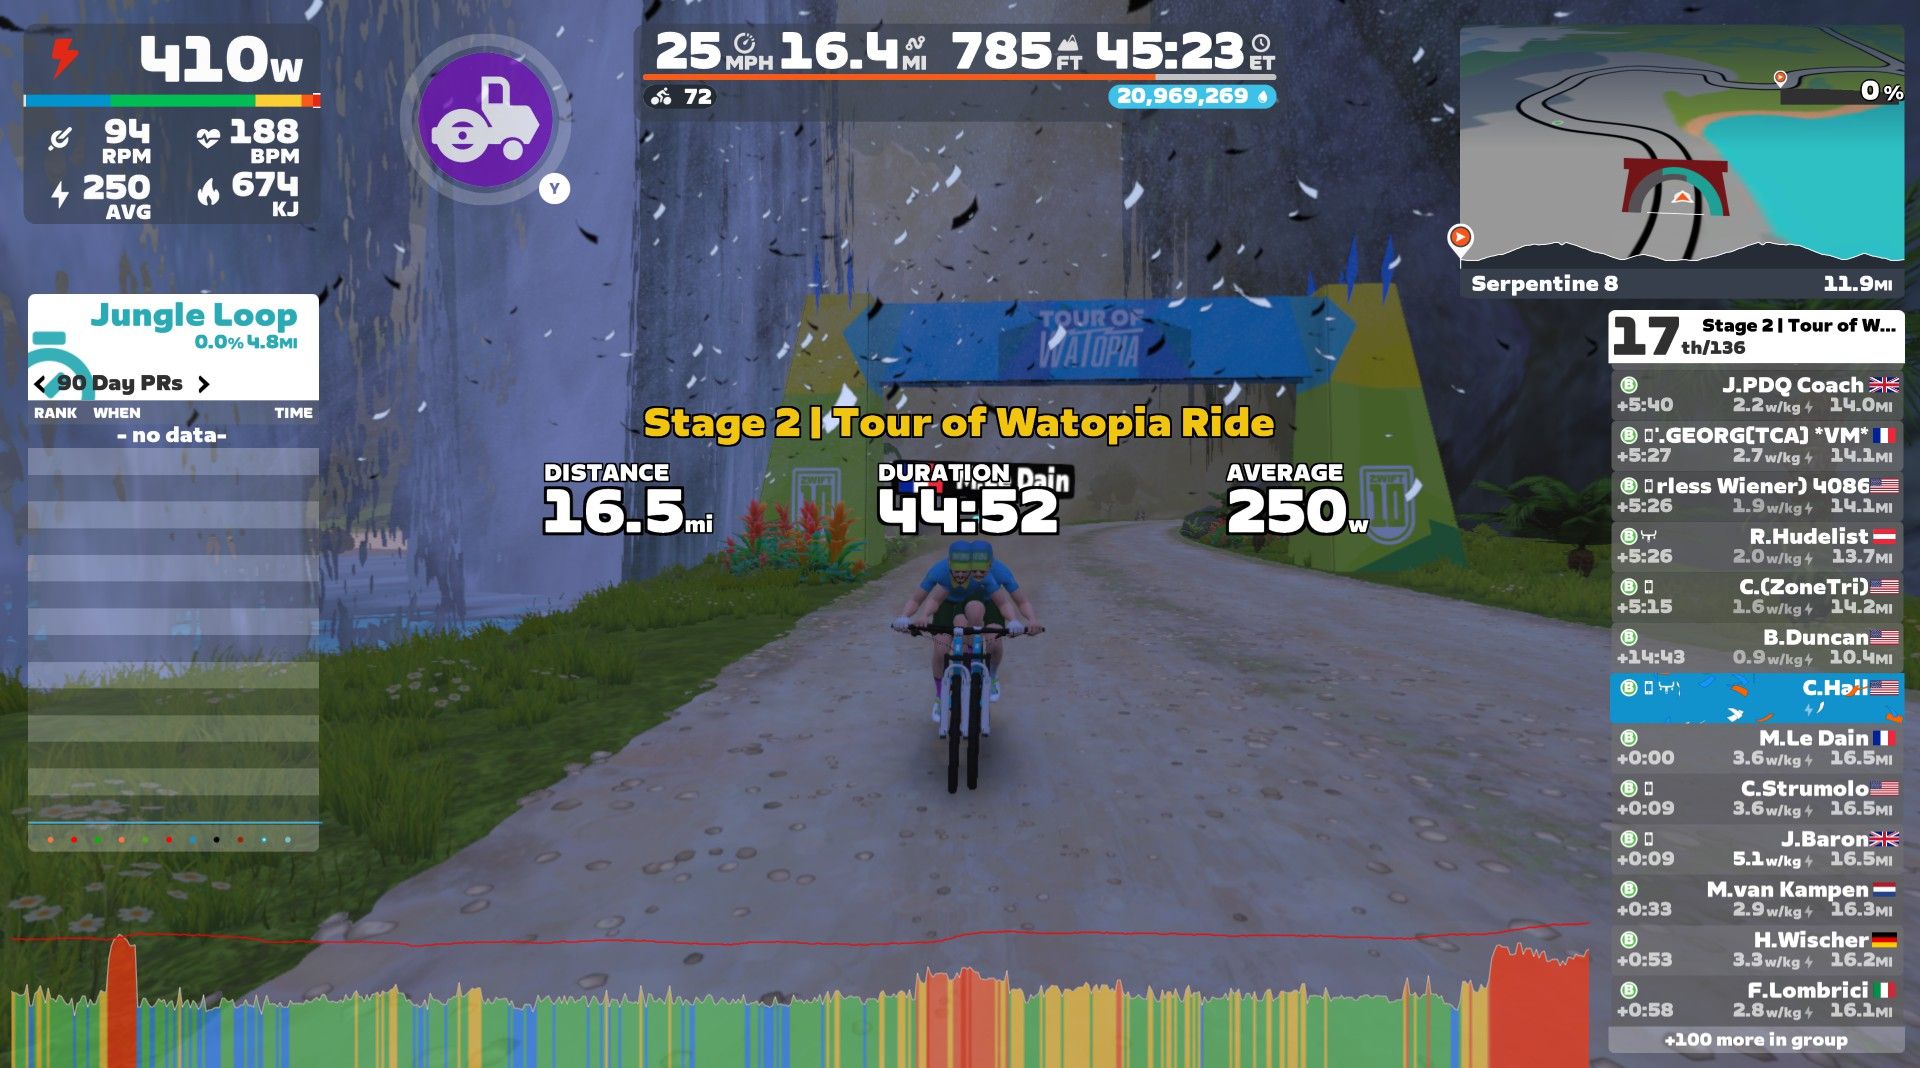 410w
94 RPM
188 BPM
250 AVG
674 KJ
Y
25 MPH 16.4 MI 785 FT 45:23 ET
72
20,969,269
0%
Serpentine 8
11.9MI
Jungle Loop
0.0% 4.8MI
90 Day PRs
RANK WHEN TIME
- no data-
TOUR OF
WATOPIA
Stage 2 | Tour of Watopia Ride
DISTANCE
16.5mi
DURATION
44:52
AVERAGE
250w
Dain
ZWIFT
10
ZWIFT
10
17th/136
Stage 2 | Tour of W...
B J.PDQ Coach
+5:40 2.2w/kg 14.0MI
B '.GEORG[TCA] *VM*
+5:27 2.7w/kg 14.1MI
B rless Wiener) 4086
+5:26 1.9w/kg 14.1MI
B R.Hudelist
+5:26 2.0w/kg 13.7MI
B C.(ZoneTri)
+5:15 1.6w/kg 14.2MI
B B.Duncan
+14:43 0.9w/kg 10.4MI
B C.Hall
B M.Le Dain
+0:00 3.6w/kg 16.5MI
B C.Strumolo
+0:09 3.6w/kg 16.5MI
B J.Baron
+0:09 5.1w/kg 16.5MI
B M.van Kampen
+0:33 2.9w/kg 16.3MI
B H.Wischer
+0:53 3.3w/kg 16.2MI
B F.Lombrici
+0:58 2.8w/kg 16.1MI
+100 more in group